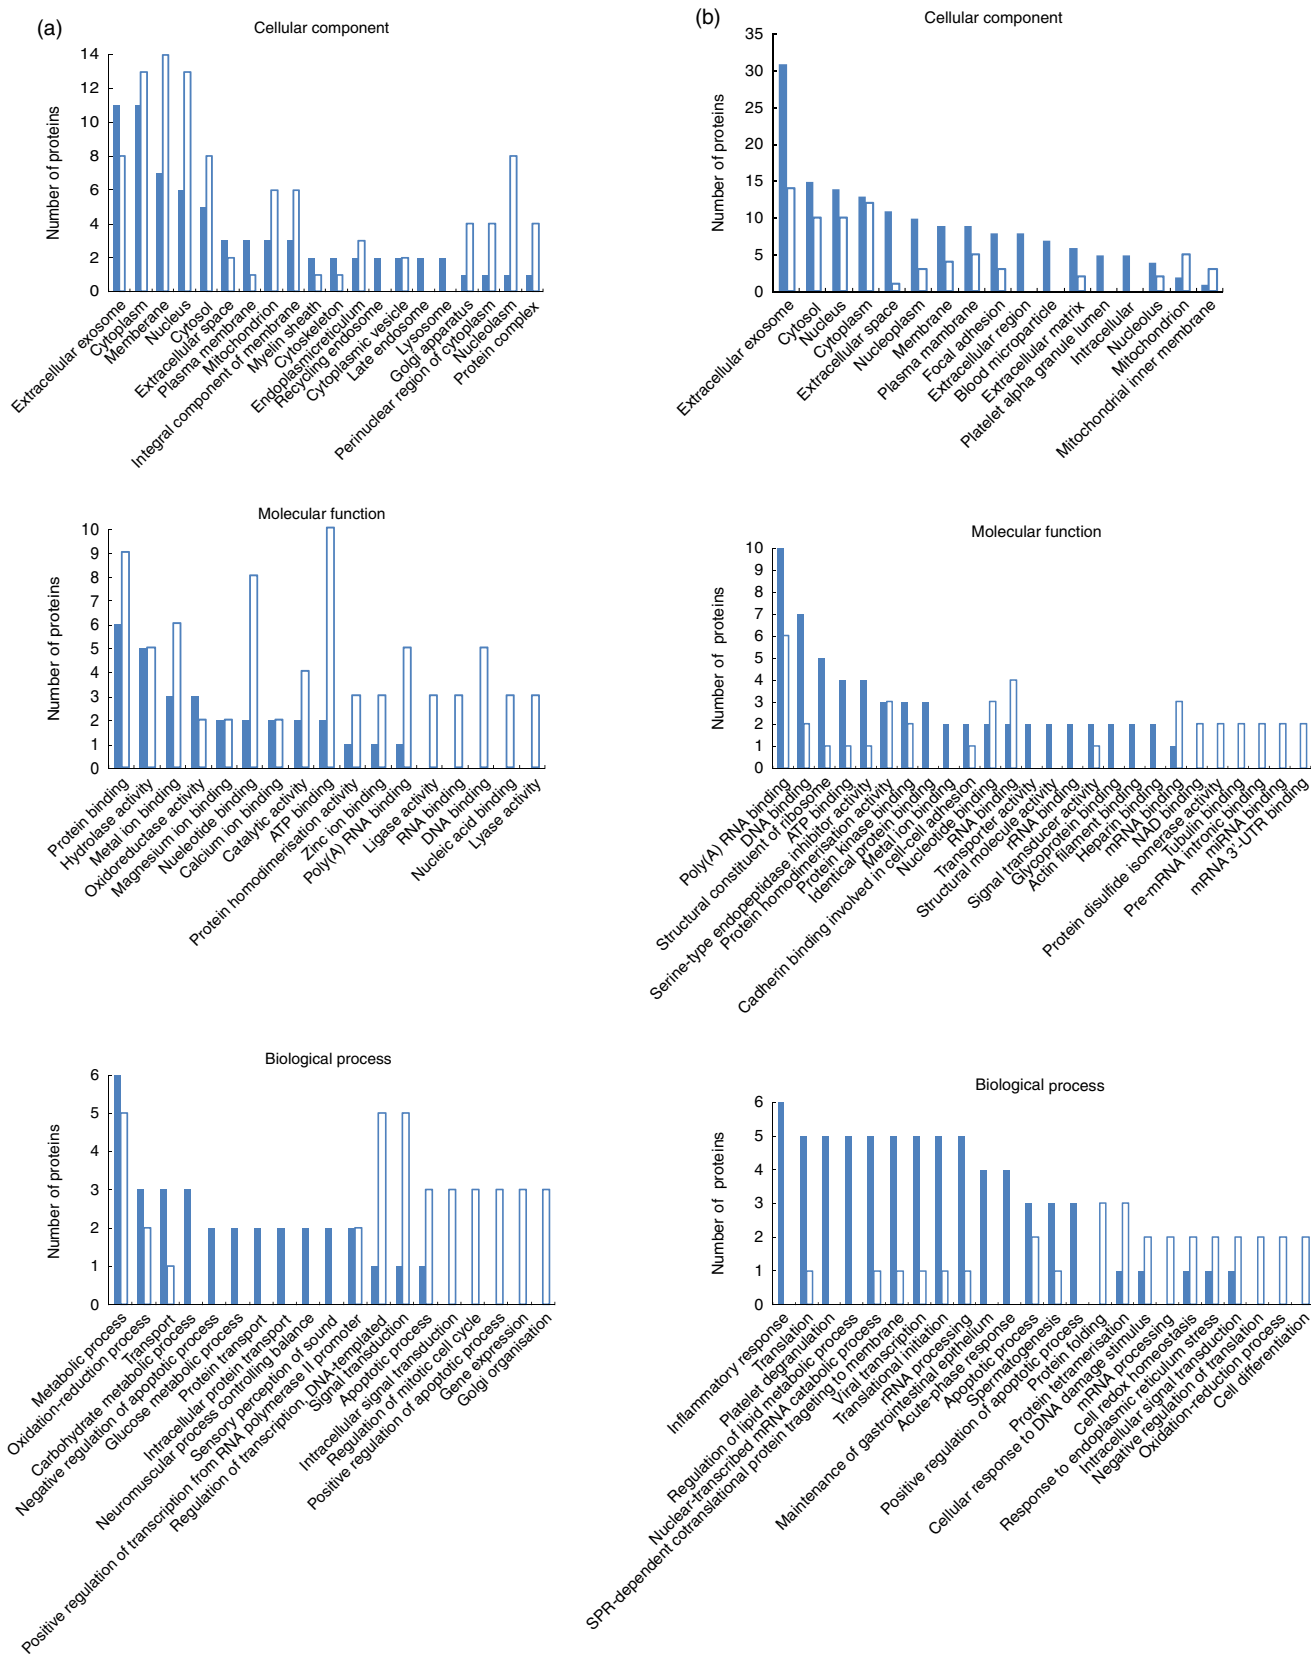 (a)
Cellular component
Number of proteins
14
12
10
8
6
4
2
0
Extracellular exosome
Cytoplasm
Memberane
Nucleus
Cytosol
Extracellular space
Plasma membrane
Mitochondrion
Integral component of membrane
Myelin sheath
Cytoskeleton
Endoplasmicreticulum
Recycling endosome
Cytoplasmic vesicle
Late endosome
Lysosome
Golgi apparatus
Perinuclear region of cytoplasm
Nucleolasm
Protein complex
(b)
Cellular component
Number of proteins
35
30
25
20
15
10
5
0
Extracellular exosome
Cytosol
Nucleus
Cytoplasm
Extracellular space
Nucleoplasm
Membrane
Plasma mambrane
Focal adhesion
Extracellular region
Blood microparticle
Extracellular matrix
Platelet alpha granule lumen
Intracellular
Nucleolus
Mitochondrion
Mitochondrial inner membrane
Molecular function
Number of proteins
10
9
8
7
6
5
4
3
2
1
0
Protein binding
Hydrolase activity
Metal ion binding
Oxidoreductase activity
Magnesium ion binding
Nucleotide binding
Calcium ion binding
Catalytic activity
ATP binding
Protein homodimerisation activity
Zinc ion binding
Poly(A) RNA binding
Ligase activity
RNA binding
DNA binding
Nucleic acid binding
Lyase activity
Molecular function
Number of proteins
10
9
8
7
6
5
4
3
2
1
0
Poly(A) RNA binding
DNA binding
Structural constituent of ribosome
ATP binding
Serine-type endopeptidase inhibitor activity
Protein homodimerisation activity
Protein kinase binding
Identical protein binding
Metal ion binding
Cadherin binding involved in cell-cell adhesion
Nucleotide binding
RNA binding
Transporter activity
Structural molecule activity
rRNA binding
Signal transducer activity
Glycoprotein binding
Actin filament binding
Heparin binding
mRNA binding
NAD binding
Protein disulfide isomerase activity
Tubulin binding
Pre-mRNA intronic binding
miRNA binding
mRNA 3'-UTR binding
Biological process
Number of proteins
6
5
4
3
2
1
0
Metabolic process
Oxidation-reduction process
Transport
Carbohydrate metabolic process
Negative regulation of apoptotic process
Glucose metabolic process
Protein transport
Intracellular protein transport
Neuromuscular process controlling balance
Sensory perception of sound
Positive regulation of transcription from RNA polymerase II promoter
Regulation of transcription, DNA-templated
Signal transduction
Apoptotic process
Intracellular signal transduction
Regulation of mitotic cell cycle
Positive regulation of apoptotic process
Gene expression
Golgi organisation
Biological process
Number of proteins
6
5
4
3
2
1
0
Inflammatory response
Translation
Platelet degranulation
Regulation of lipid metabolic process
Nuclear-transcribed mRNA catabolic process
SPR-dependent cotranslational protein trageting to membrane
Viral transcription
Translational initiation
rRNA processing
Maintenance of gastrointestinal epithelium
Acute-phase response
Apoptotic process
Spermatogenesis
Positive regulation of apoptotic process
Protein folding
Protein tetramerisation
Cellular response to DNA damage stimulus
mRNA processing
Cell redox homeostasis
Response to endoplasmic reticulum stress
Intracellular signal transduction
Negative regulation of translation
Oxidation-reduction process
Cell differentiation